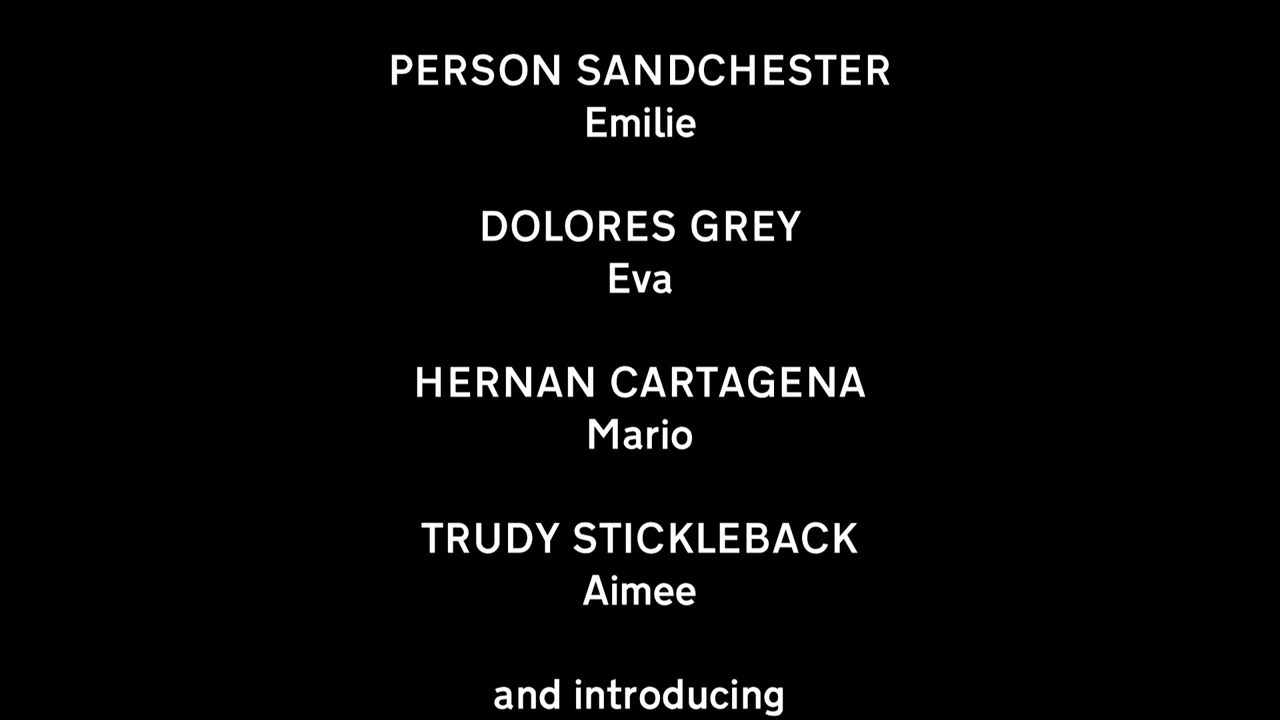 PERSON SANDCHESTER
Emilie
DOLORES GREY
Eva
HERNAN CARTAGENA
Mario
TRUDY STICKLEBACK
Aimee
and introducing